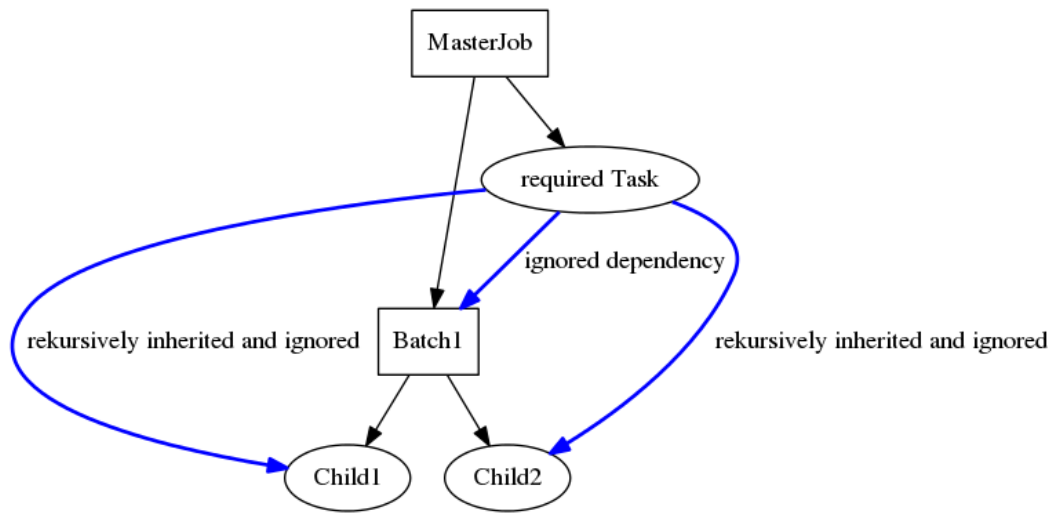 MasterJob
required Task
ignored dependency
rekursively inherited and ignored
Batch1
rekursively inherited and ignored
Child1
Child2